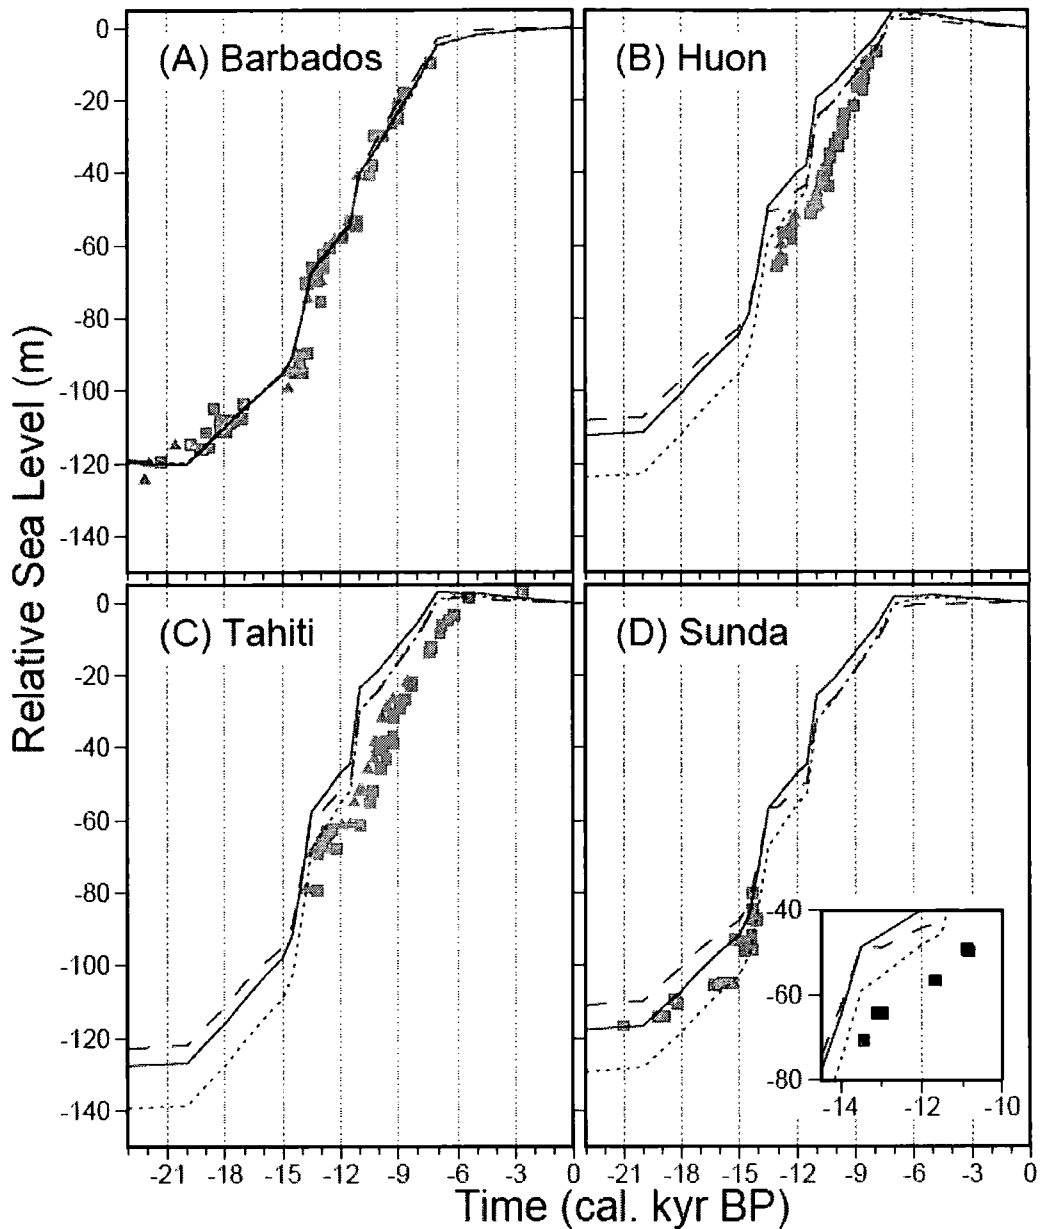 (A) Barbados
(B) Huon
0
-20
-40
-60
-80
-100
-120
-140
(C) Tahiti
(D) Sunda
0
-20
-40
-60
-80
-100
-120
-140
-40
-60
-80
-14 -12 -10
Relative Sea Level (m)
-21 -18 -15 -12 -9 -6 -3 0
-21 -18 -15 -12 -9 -6 -3 0
Time (cal. kyr BP)